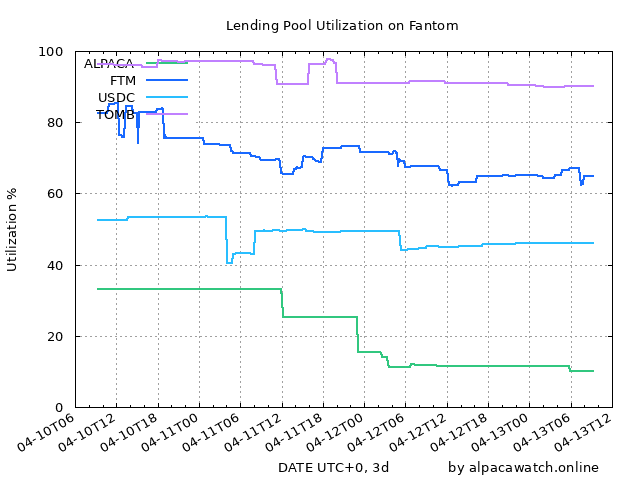 Lending Pool Utilization on Fantom
100
80
60
40
20
0
Utilization %
ALPACA
FTM
USDC
TOMB
04-10T06
04-10T12
04-10T18
04-11T00
04-11T06
04-11T12
04-11T18
04-12T00
04-12T06
04-12T12
04-12T18
04-13T00
04-13T06
04-13T12
DATE UTC+0, 3d
by alpacawatch.online